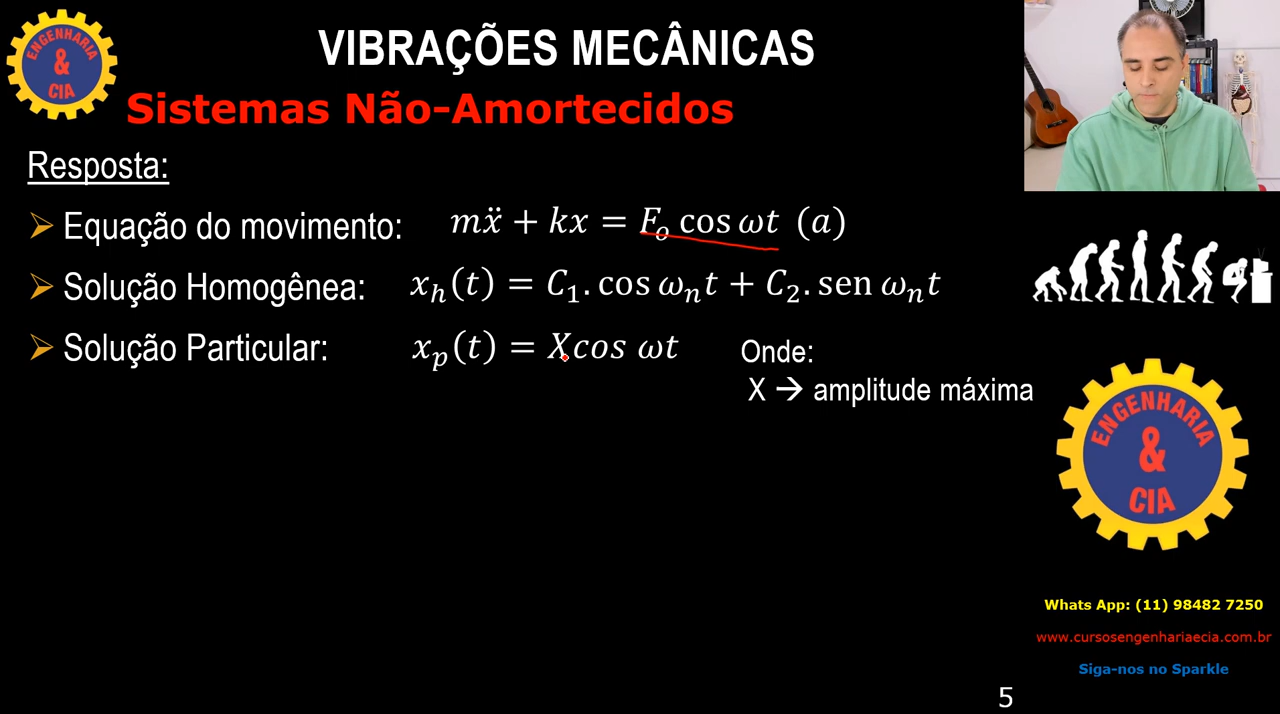 ENGENHARIA
&
CIA
VIBRAÇÕES MECÂNICAS
Sistemas Não-Amortecidos
Resposta:
➢ Equação do movimento: mẍ + kx = F₀ cos ωt (a)
➢ Solução Homogênea: xₕ(t) = C₁. cos ωₙt + C₂. sen ωₙt
➢ Solução Particular: xₚ(t) = Xcos ωt
Onde:
X → amplitude máxima
ENGENHARIA
&
CIA
Whats App: (11) 98482 7250
www.cursosengenhariaecia.com.br
Siga-nos no Sparkle
5